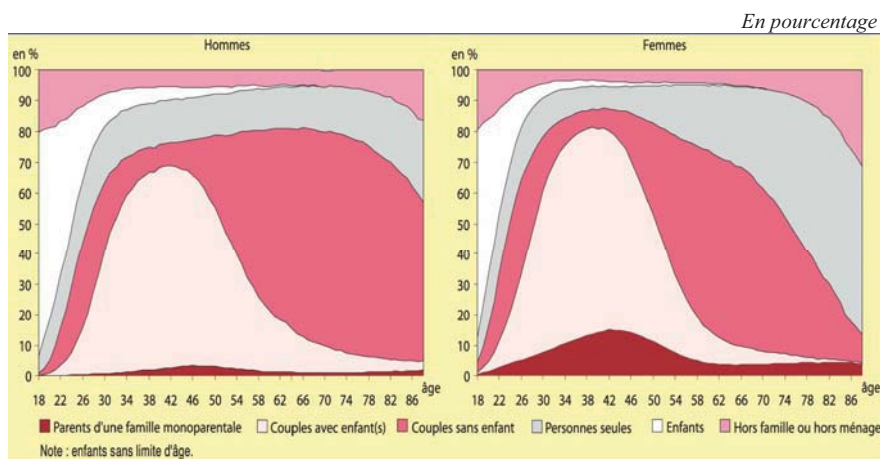 En pourcentage
Hommes
Femmes
en %
en %
100
90
80
70
60
50
40
30
20
10
0
18 22 26 30 34 38 42 46 50 54 58 62 66 70 74 78 82 86
âge
100
90
80
70
60
50
40
30
20
10
0
18 22 26 30 34 38 42 46 50 54 58 62 66 70 74 78 82 86
âge
Parents d'une famille monoparentale Couples avec enfant(s) Couples sans enfant Personnes seules Enfants Hors famille ou hors ménage
Note : enfants sans limite d'âge.